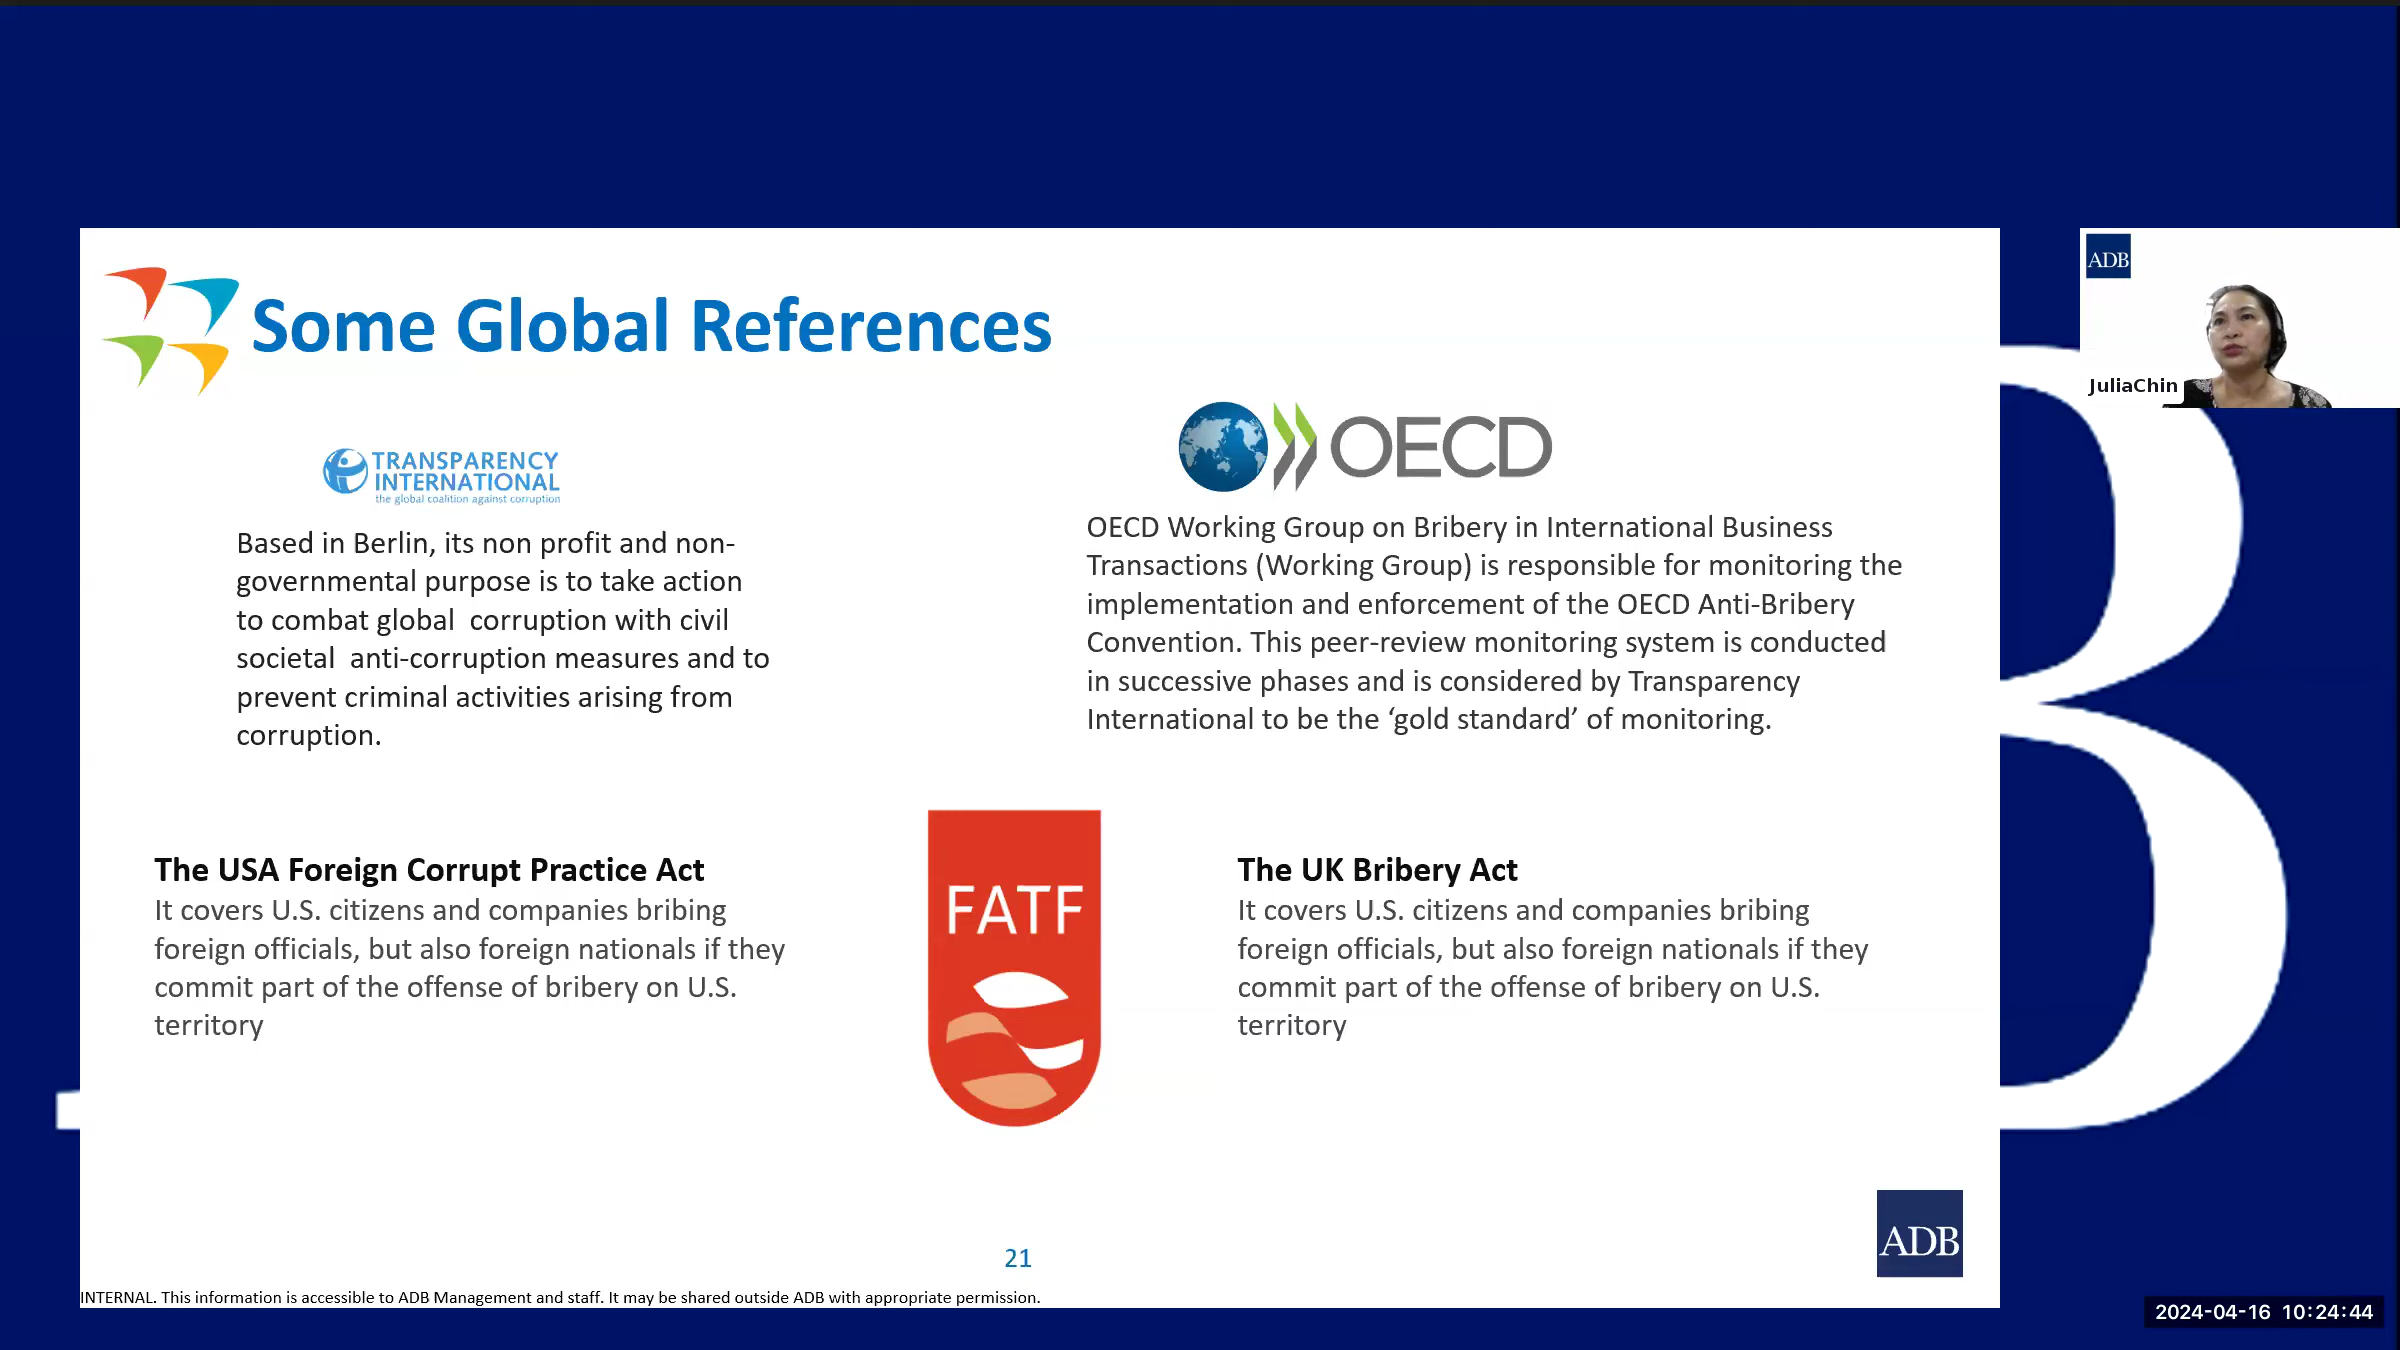 Some Global References
ADB
JuliaChin
TRANSPARENCY
INTERNATIONAL
the global coalition against corruption
Based in Berlin, its non profit and non-
governmental purpose is to take action
to combat global  corruption with civil
societal  anti-corruption measures and to
prevent criminal activities arising from
corruption.
OECD
OECD Working Group on Bribery in International Business
Transactions (Working Group) is responsible for monitoring the
implementation and enforcement of the OECD Anti-Bribery
Convention. This peer-review monitoring system is conducted
in successive phases and is considered by Transparency
International to be the ‘gold standard’ of monitoring.
The USA Foreign Corrupt Practice Act
It covers U.S. citizens and companies bribing
foreign officials, but also foreign nationals if they
commit part of the offense of bribery on U.S.
territory
FATF
The UK Bribery Act
It covers U.S. citizens and companies bribing
foreign officials, but also foreign nationals if they
commit part of the offense of bribery on U.S.
territory
ADB
21
INTERNAL. This information is accessible to ADB Management and staff. It may be shared outside ADB with appropriate permission.
2024-04-16 10:24:44